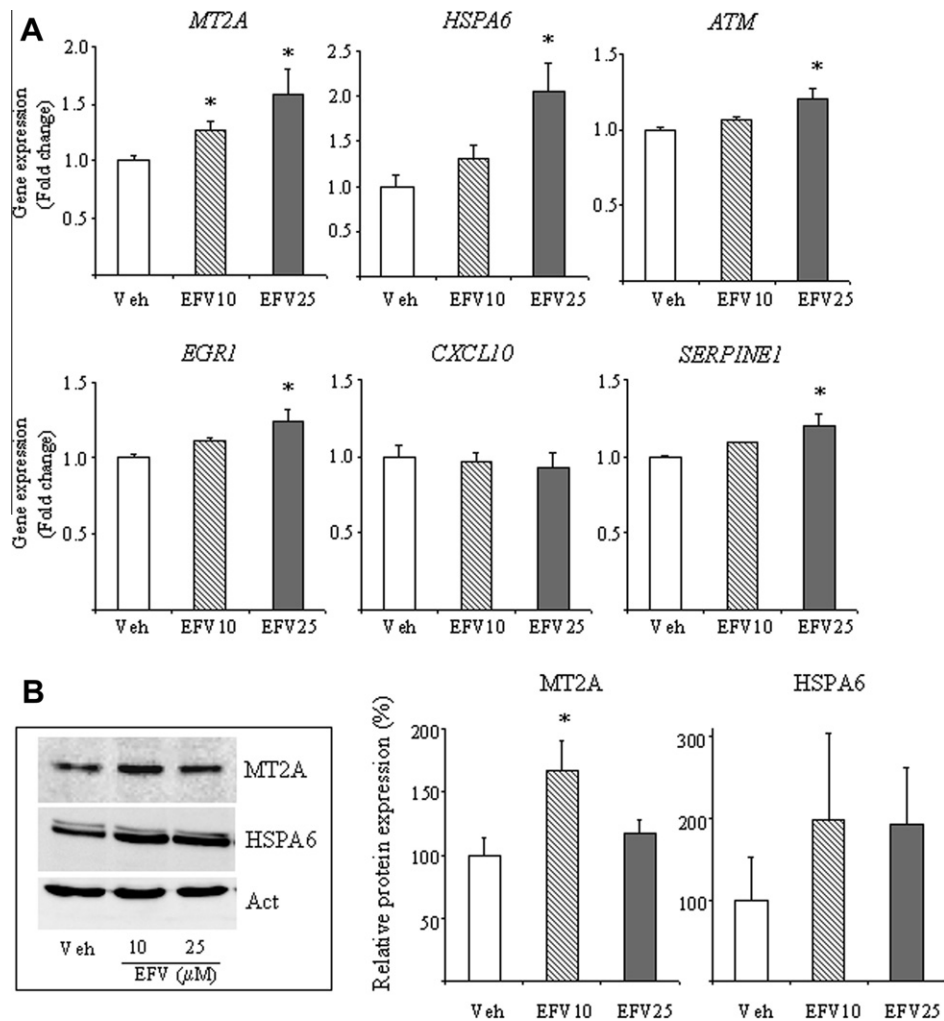 A
MT2A
HSPA6
ATM
Gene expression
(Fold change)
2.0
1.5
1.0
0.5
*
*
Veh
EFV10
EFV25
2.5
2.0
1.5
1.0
0.5
*
Veh
EFV10
EFV25
1.5
1.0
0.5
*
Veh
EFV10
EFV25
EGR1
CXCL10
SERPINE1
Gene expression
(Fold change)
1.5
1.0
0.5
*
Veh
EFV10
EFV25
1.5
1.0
0.5
Veh
EFV10
EFV25
1.5
1.0
0.5
*
Veh
EFV10
EFV25
B
MT2A
HSPA6
Act
Veh
10
25
EFV (µM)
Relative protein expression (%)
MT2A
200
150
100
50
*
Veh
EFV10
EFV25
HSPA6
300
200
100
Veh
EFV10
EFV25